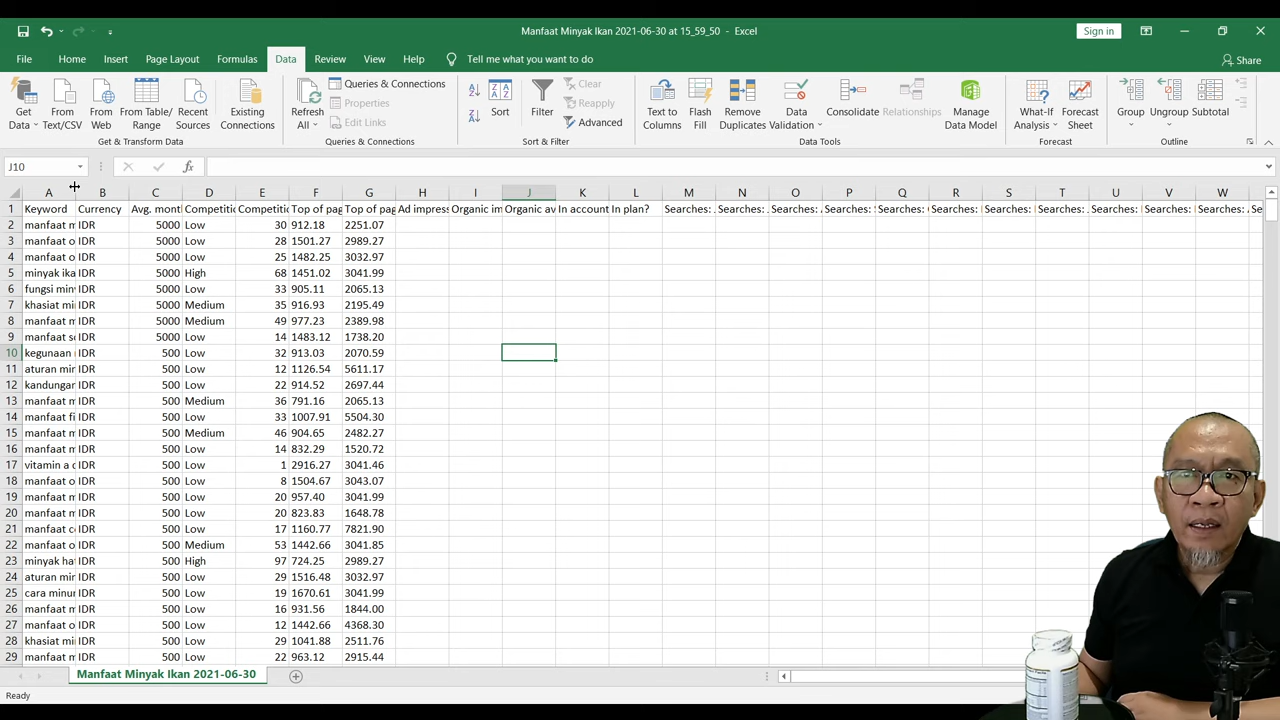 Manfaat Minyak Ikan 2021-06-30 at 15_59_50 - Excel
Sign in
File Home Insert Page Layout Formulas Data Review View Help Tell me what you want to do Share
Get Data
From Text/CSV
From Web
From Table/Range
Recent Sources
Existing Connections
Get & Transform Data
Refresh All
Queries & Connections
Properties
Edit Links
Queries & Connections
Sort
Filter
Clear
Reapply
Advanced
Sort & Filter
Text to Columns
Flash Fill
Remove Duplicates
Data Validation
Consolidate
Relationships
Manage Data Model
Data Tools
What-If Analysis
Forecast Sheet
Forecast
Group
Ungroup
Subtotal
Outline
J10 fx
A B C D E F G H I J K L M N O P Q R S T U V W
1 Keyword Currency Avg. mont Competitic Competitic Top of pag Top of pag Ad impres Organic im Organic av In account In plan? Searches: Searches: Searches: Searches: Searches: Searches: Searches: Searches: Searches: Searches: Searches: Se
2 manfaat m IDR 5000 Low 30 912.18 2251.07
3 manfaat o IDR 5000 Low 28 1501.27 2989.27
4 manfaat o IDR 5000 Low 25 1482.25 3032.97
5 minyak ika IDR 5000 High 68 1451.02 3041.99
6 fungsi miny IDR 5000 Low 33 905.11 2065.13
7 khasiat mi IDR 5000 Medium 35 916.93 2195.49
8 manfaat m IDR 5000 Medium 49 977.23 2389.98
9 manfaat so IDR 5000 Low 14 1483.12 1738.20
10 kegunaan IDR 500 Low 32 913.03 2070.59
11 aturan min IDR 500 Low 12 1126.54 5611.17
12 kandungan IDR 500 Low 22 914.52 2697.44
13 manfaat m IDR 500 Medium 36 791.16 2065.13
14 manfaat fi IDR 500 Low 33 1007.91 5504.30
15 manfaat m IDR 500 Medium 46 904.65 2482.27
16 manfaat m IDR 500 Low 14 832.29 1520.72
17 vitamin a d IDR 500 Low 1 2916.27 3041.46
18 manfaat o IDR 500 Low 8 1504.67 3043.07
19 manfaat m IDR 500 Low 20 957.40 3041.99
20 manfaat m IDR 500 Low 20 823.83 1648.78
21 manfaat co IDR 500 Low 17 1160.77 7821.90
22 manfaat o IDR 500 Medium 53 1442.66 3041.85
23 minyak hat IDR 500 High 97 724.25 2989.27
24 aturan min IDR 500 Low 29 1516.48 3032.97
25 cara minur IDR 500 Low 19 1670.61 3041.99
26 manfaat m IDR 500 Low 16 931.56 1844.00
27 manfaat o IDR 500 Low 12 1442.66 4368.30
28 khasiat mi IDR 500 Low 29 1041.88 2511.76
29 manfaat m IDR 500 Low 22 963.12 2915.44
Manfaat Minyak Ikan 2021-06-30
Ready